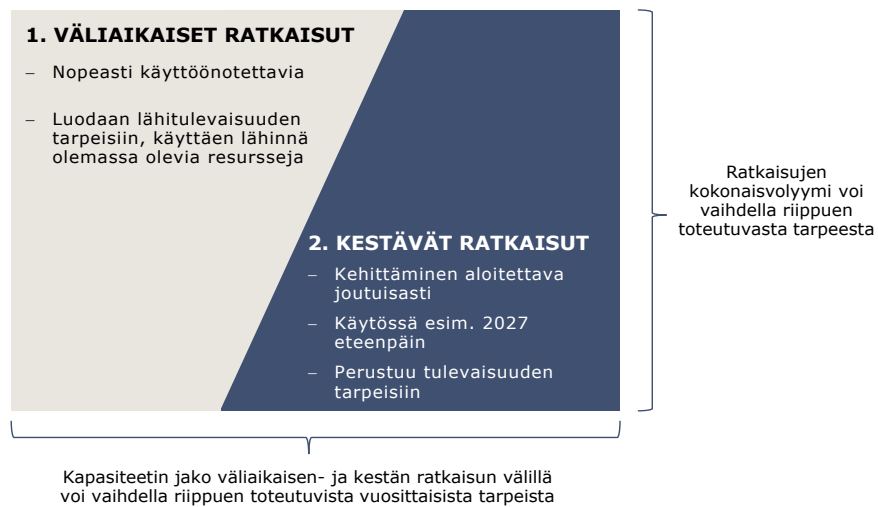 1. VÄLIAIKAISET RATKAISUT
– Nopeasti käyttöönotettavia
– Luodaan lähitulevaisuuden
tarpeisiin, käyttäen lähinnä
olemassa olevia resursseja
2. KESTÄVÄT RATKAISUT
– Kehittäminen aloitettava
joutuisasti
– Käytössä esim. 2027
eteenpäin
– Perustuu tulevaisuuden
tarpeisiin
Ratkaisujen
kokonaisvolyymi voi
vaihdella riippuen
toteutuvasta tarpeesta
Kapasiteetin jako väliaikaisen- ja kestän ratkaisun välillä
voi vaihdella riippuen toteutuvista vuosittaisista tarpeista